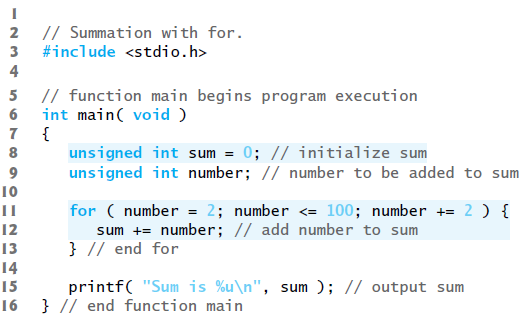 1
2 // Summation with for.
3 #include <stdio.h>
4
5 // function main begins program execution
6 int main( void )
7 {
8 unsigned int sum = 0; // initialize sum
9 unsigned int number; // number to be added to sum
10
11 for ( number = 2; number <= 100; number += 2 ) {
12 sum += number; // add number to sum
13 } // end for
14
15 printf( "Sum is %u\n", sum ); // output sum
16 } // end function main